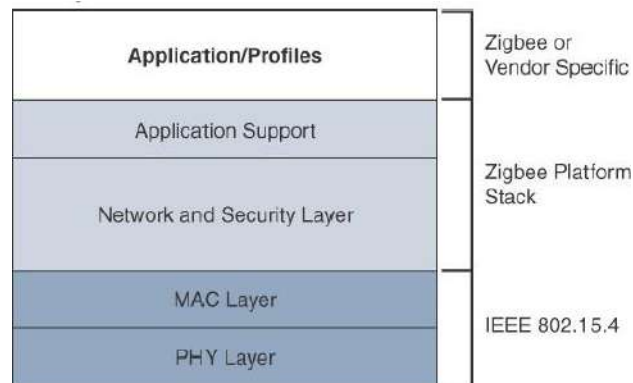 Application/Profiles
Zigbee or
Vendor Specific
Application Support
Network and Security Layer
Zigbee Platform
Stack
MAC Layer
PHY Layer
IEEE 802.15.4